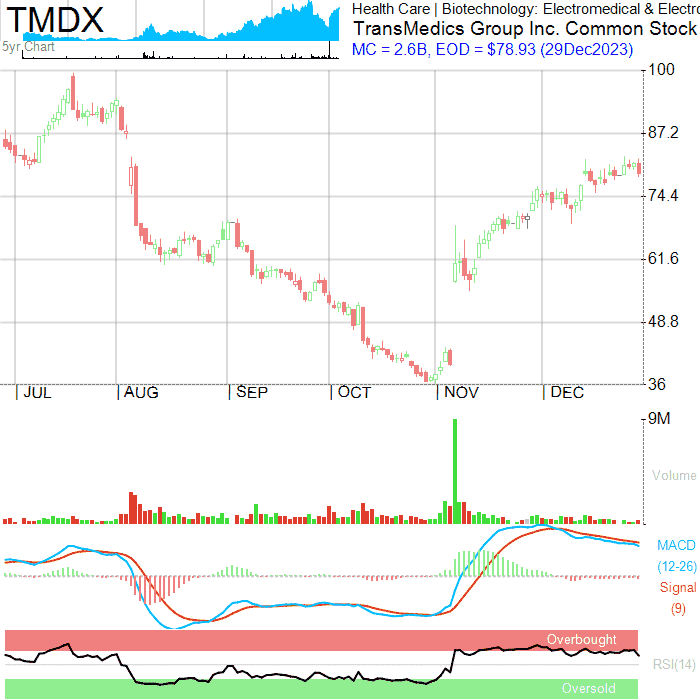 TMDX
5yr Chart
Health Care | Biotechnology: Electromedical & Electro
TransMedics Group Inc. Common Stock
MC = 2.6B, EOD = $78.93 (29Dec2023)
100
87.2
74.4
61.6
48.8
36
| JUL | AUG | SEP | OCT | NOV | DEC
9M
Volume
MACD
(12-26)
Signal
(9)
Overbought
RSI(14)
Oversold